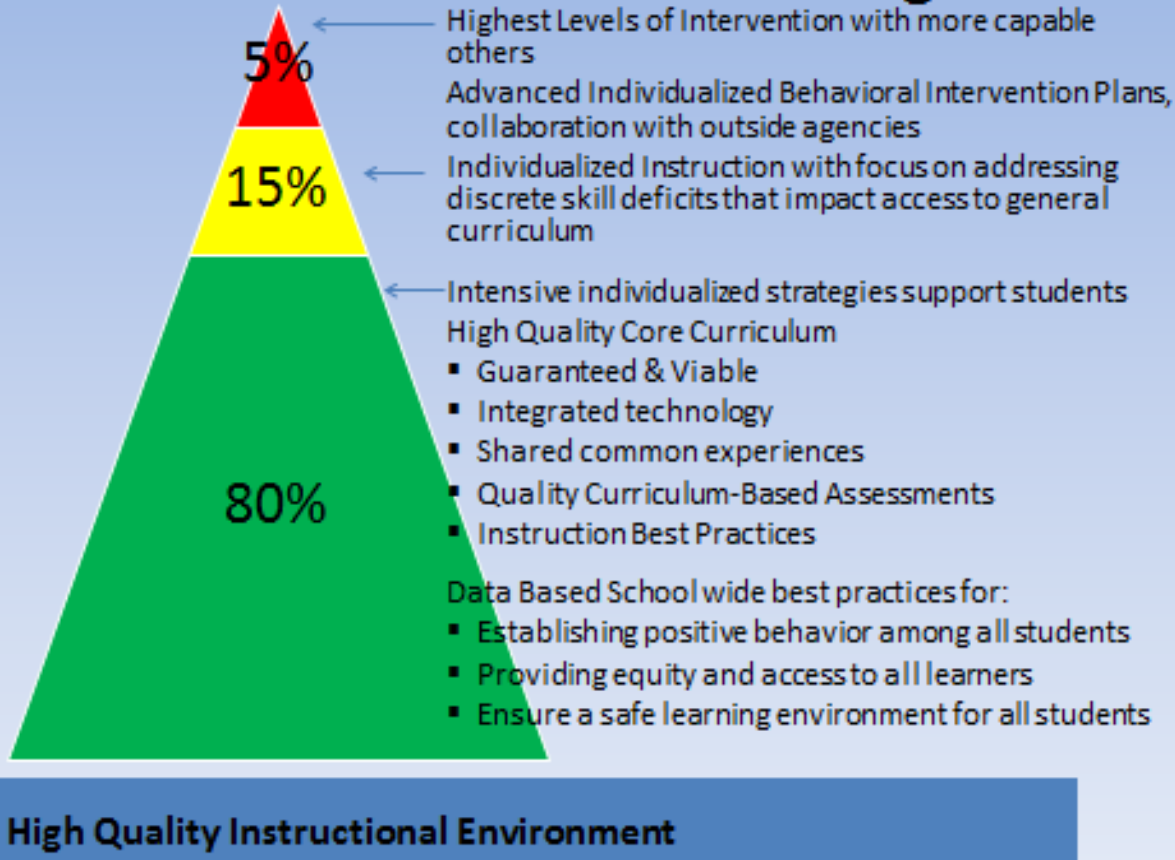 Highest Levels of Intervention with more capable
others
5%
Advanced Individualized Behavioral Intervention Plans,
collaboration with outside agencies
Individualized Instruction with focus on addressing
15%
discrete skill deficits that impact access to general
curriculum
Intensive individualized strategies support students
High Quality Core Curriculum
▪ Guaranteed & Viable
▪ Integrated technology
▪ Shared common experiences
▪ Quality Curriculum-Based Assessments
80%
▪ Instruction Best Practices
Data Based School wide best practices for:
▪ Establishing positive behavior among all students
▪ Providing equity and access to all learners
▪ Ensure a safe learning environment for all students
High Quality Instructional Environment